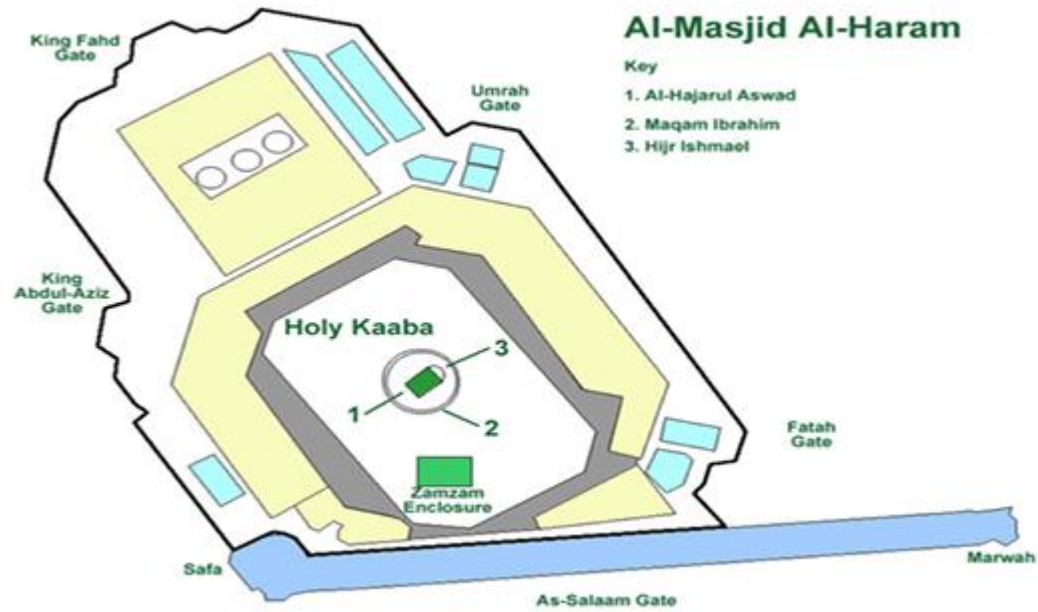 Al-Masjid Al-Haram
Key
1. Al-Hajarul Aswad
2. Maqam Ibrahim
3. Hijr Ishmael
King Fahd
Gate
Umrah
Gate
King
Abdul-Aziz
Gate
Holy Kaaba
3
1
2
Fatah
Gate
Zamzam
Enclosure
Safa
Marwah
As-Salaam Gate